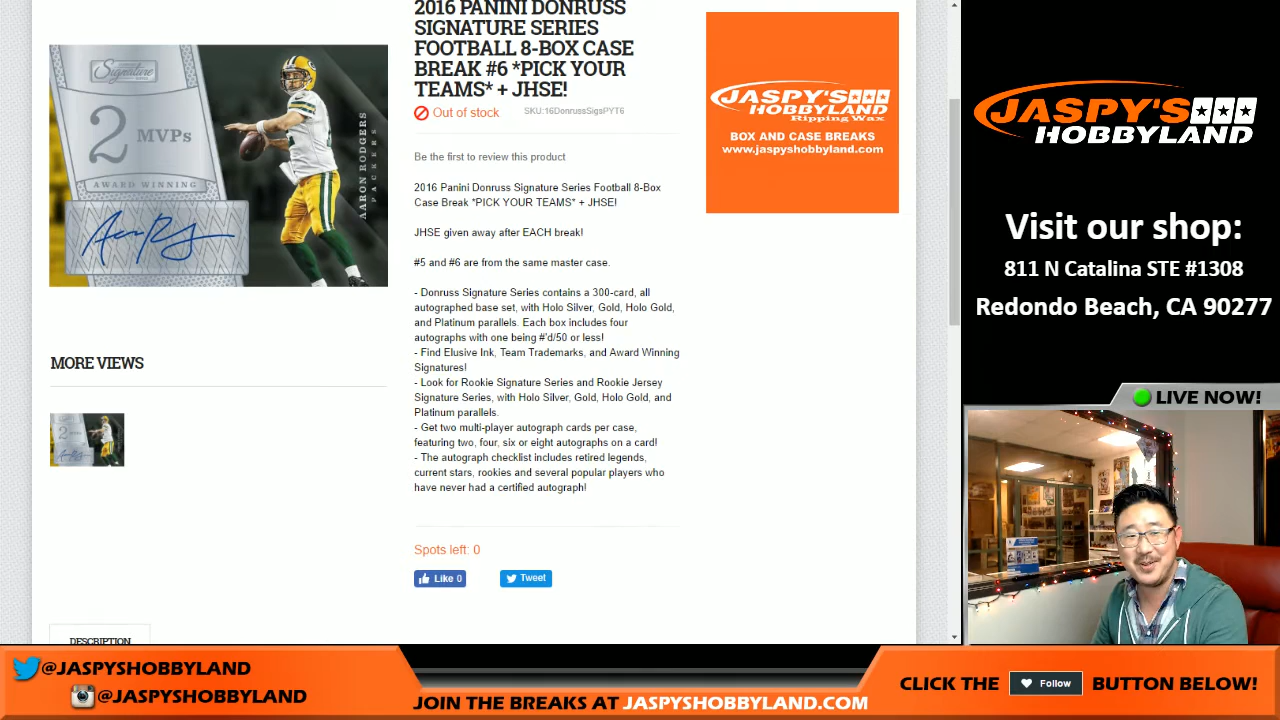 2016 PANINI DONRUSS
SIGNATURE SERIES
FOOTBALL 8-BOX CASE
BREAK #6 *PICK YOUR
TEAMS* + JHSE!
Out of stock
SKU:16DonrussSigsPYT6
Be the first to review this product
2016 Panini Donruss Signature Series Football 8-Box
Case Break *PICK YOUR TEAMS* + JHSE!
JHSE given away after EACH break!
#5 and #6 are from the same master case.
- Donruss Signature Series contains a 300-card, all
autographed base set, with Holo Silver, Gold, Holo Gold,
and Platinum parallels. Each box includes four
autographs with one being #'d/50 or less!
- Find Elusive Ink, Team Trademarks, and Award Winning
Signatures!
- Look for Rookie Signature Series and Rookie Jersey
Signature Series, with Holo Silver, Gold, Holo Gold, and
Platinum parallels.
- Get two multi-player autograph cards per case,
featuring two, four, six or eight autographs on a card!
- The autograph checklist includes retired legends,
current stars, rookies and several popular players who
have never had a certified autograph!
Spots left: 0
Like 0
Tweet
DESCRIPTION
Signature
2 MVPs
AWARD WINNING
AARON RODGERS
PACKERS
MORE VIEWS
JASPY'S
HOBBYLAND
Ripping Wax
BOX AND CASE BREAKS
www.jaspyshobbyland.com
JASPY'S
HOBBYLAND
Visit our shop:
811 N Catalina STE #1308
Redondo Beach, CA 90277
LIVE NOW!
@JASPYSHOBBYLAND
@JASPYSHOBBYLAND
JOIN THE BREAKS AT JASPYSHOBBYLAND.COM
CLICK THE Follow BUTTON BELOW!